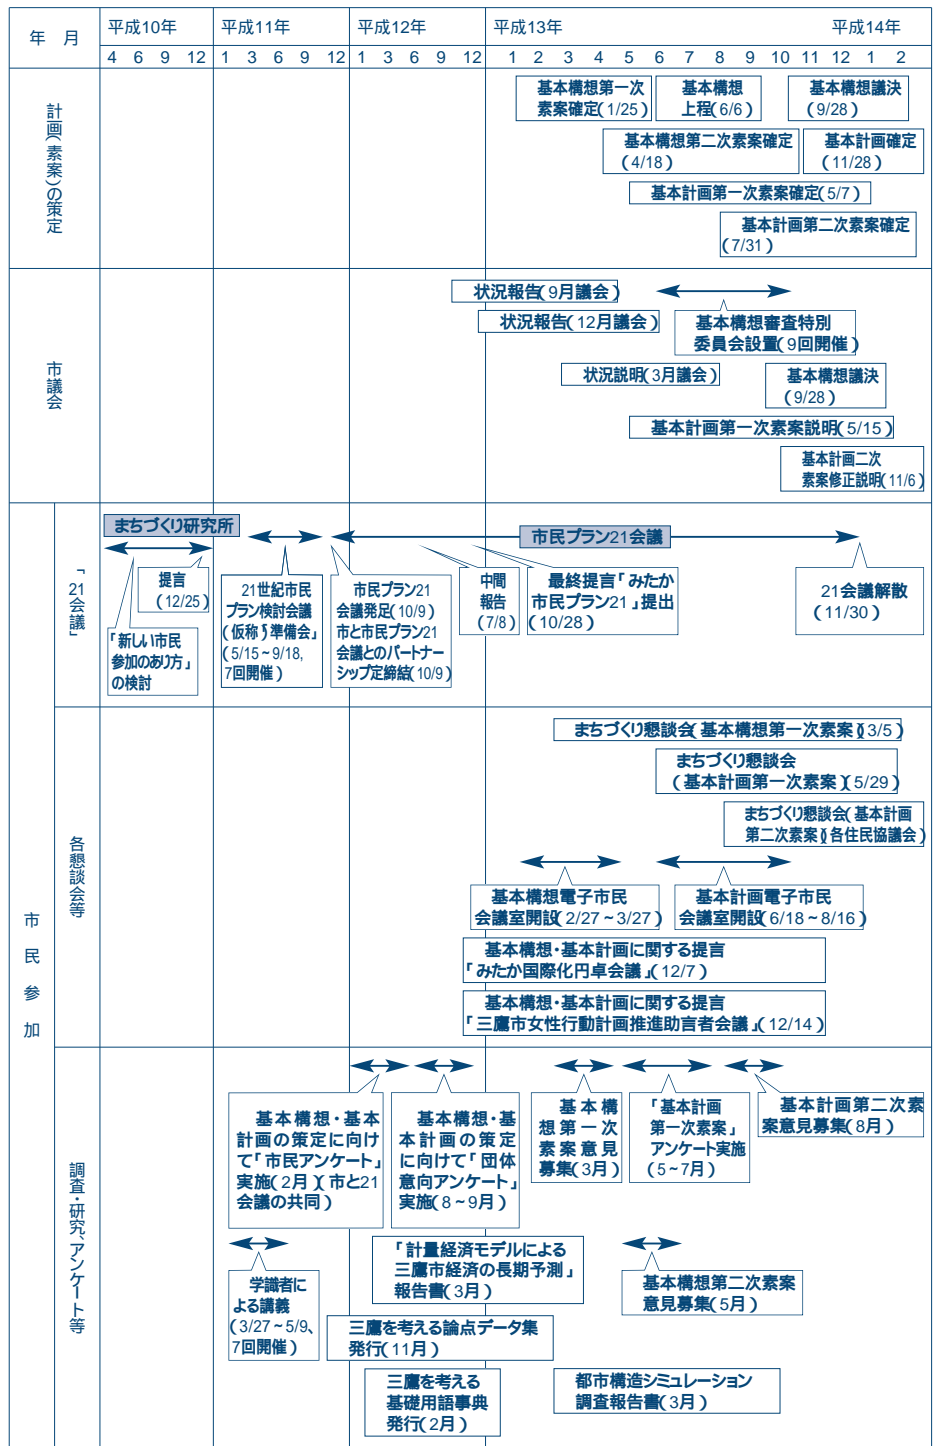 年 月
平成10年
平成11年
平成12年
平成13年
平成14年
4 6 9 12 1 3 6 9 12 1 3 6 9 12 1 2 3 4 5 6 7 8 9 10 11 12 1 2
計画(素案)の策定
基本構想第一次
素案確定(1/25)
基本構想
上程(6/6)
基本構想議決
(9/28)
基本構想第二次素案確定
(4/18)
基本計画確定
(11/28)
基本計画第一次素案確定(5/7)
基本計画第二次素案確定
(7/31)
市議会
状況報告(9月議会)
状況報告(12月議会)
基本構想審査特別
委員会設置(9回開催)
状況説明(3月議会)
基本構想議決
(9/28)
基本計画第一次素案説明(5/15)
基本計画二次
素案修正説明(11/6)
市民参加
「21会議」
まちづくり研究所
市民プラン21会議
提言
(12/25)
「新しい市民
参加のあり方」
の検討
21世紀市民
プラン検討会議
(仮称)準備会」
(5/15~9/18,
7回開催)
市民プラン21
会議発足(10/9)
市と市民プラン21
会議とのパートナー
シップ定締結(10/9)
中間
報告
(7/8)
最終提言「みたか
市民プラン21」提出
(10/28)
21会議解散
(11/30)
各懇談会等
まちづくり懇談会(基本構想第一次素案)(3/5)
まちづくり懇談会
(基本計画第一次素案)(5/29)
まちづくり懇談会(基本計画
第二次素案)(各住民協議会)
基本構想電子市民
会議室開設(2/27~3/27)
基本計画電子市民
会議室開設(6/18~8/16)
基本構想・基本計画に関する提言
「みたか国際化円卓会議」(12/7)
基本構想・基本計画に関する提言
「三鷹市女性行動計画推進助言者会議」(12/14)
調査・研究、アンケート等
基本構想・基本
計画の策定に向け
て「市民アンケート」
実施(2月)(市と21
会議の共同)
基本構想・基
本計画の策定
に向けて「団体
意向アンケート」
実施(8~9月)
基本構
想第一次
素案意見
募集(3月)
「基本計画
第一次素案」
アンケート実施
(5~7月)
基本計画第二次素
案意見募集(8月)
学識者に
よる講義
(3/27~5/9、
7回開催)
「計量経済モデルによる
三鷹市経済の長期予測」
報告書(3月)
基本構想第二次素案
意見募集(5月)
三鷹を考える論点データ集
発行(11月)
三鷹を考える
基礎用語事典
発行(2月)
都市構造シミュレーション
調査報告書(3月)